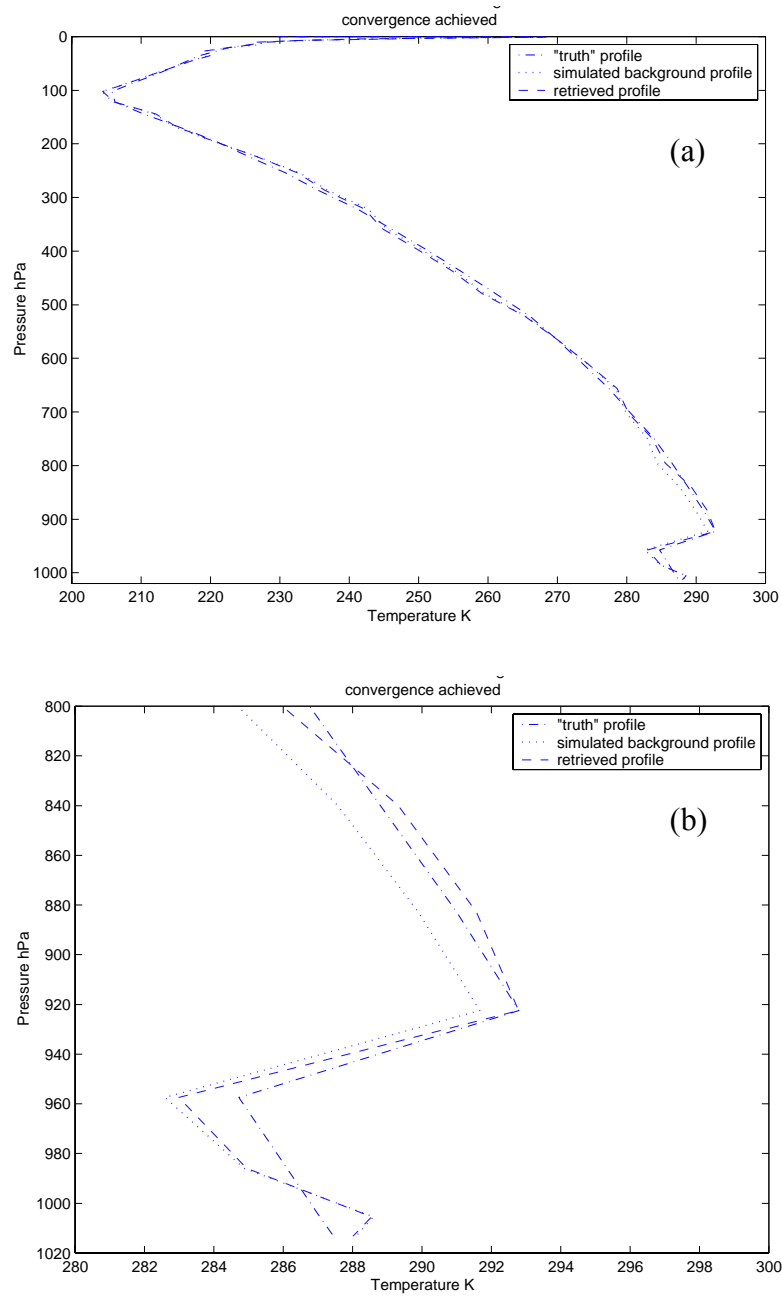 convergence achieved
0
100
200
300
400
500
600
700
800
900
1000
Pressure hPa
"truth" profile
simulated background profile
retrieved profile
(a)
200 210 220 230 240 250 260 270 280 290 300
Temperature K
convergence achieved
800
820
840
860
880
900
920
940
960
980
1000
1020
Pressure hPa
"truth" profile
simulated background profile
retrieved profile
(b)
280 282 284 286 288 290 292 294 296 298 300
Temperature K